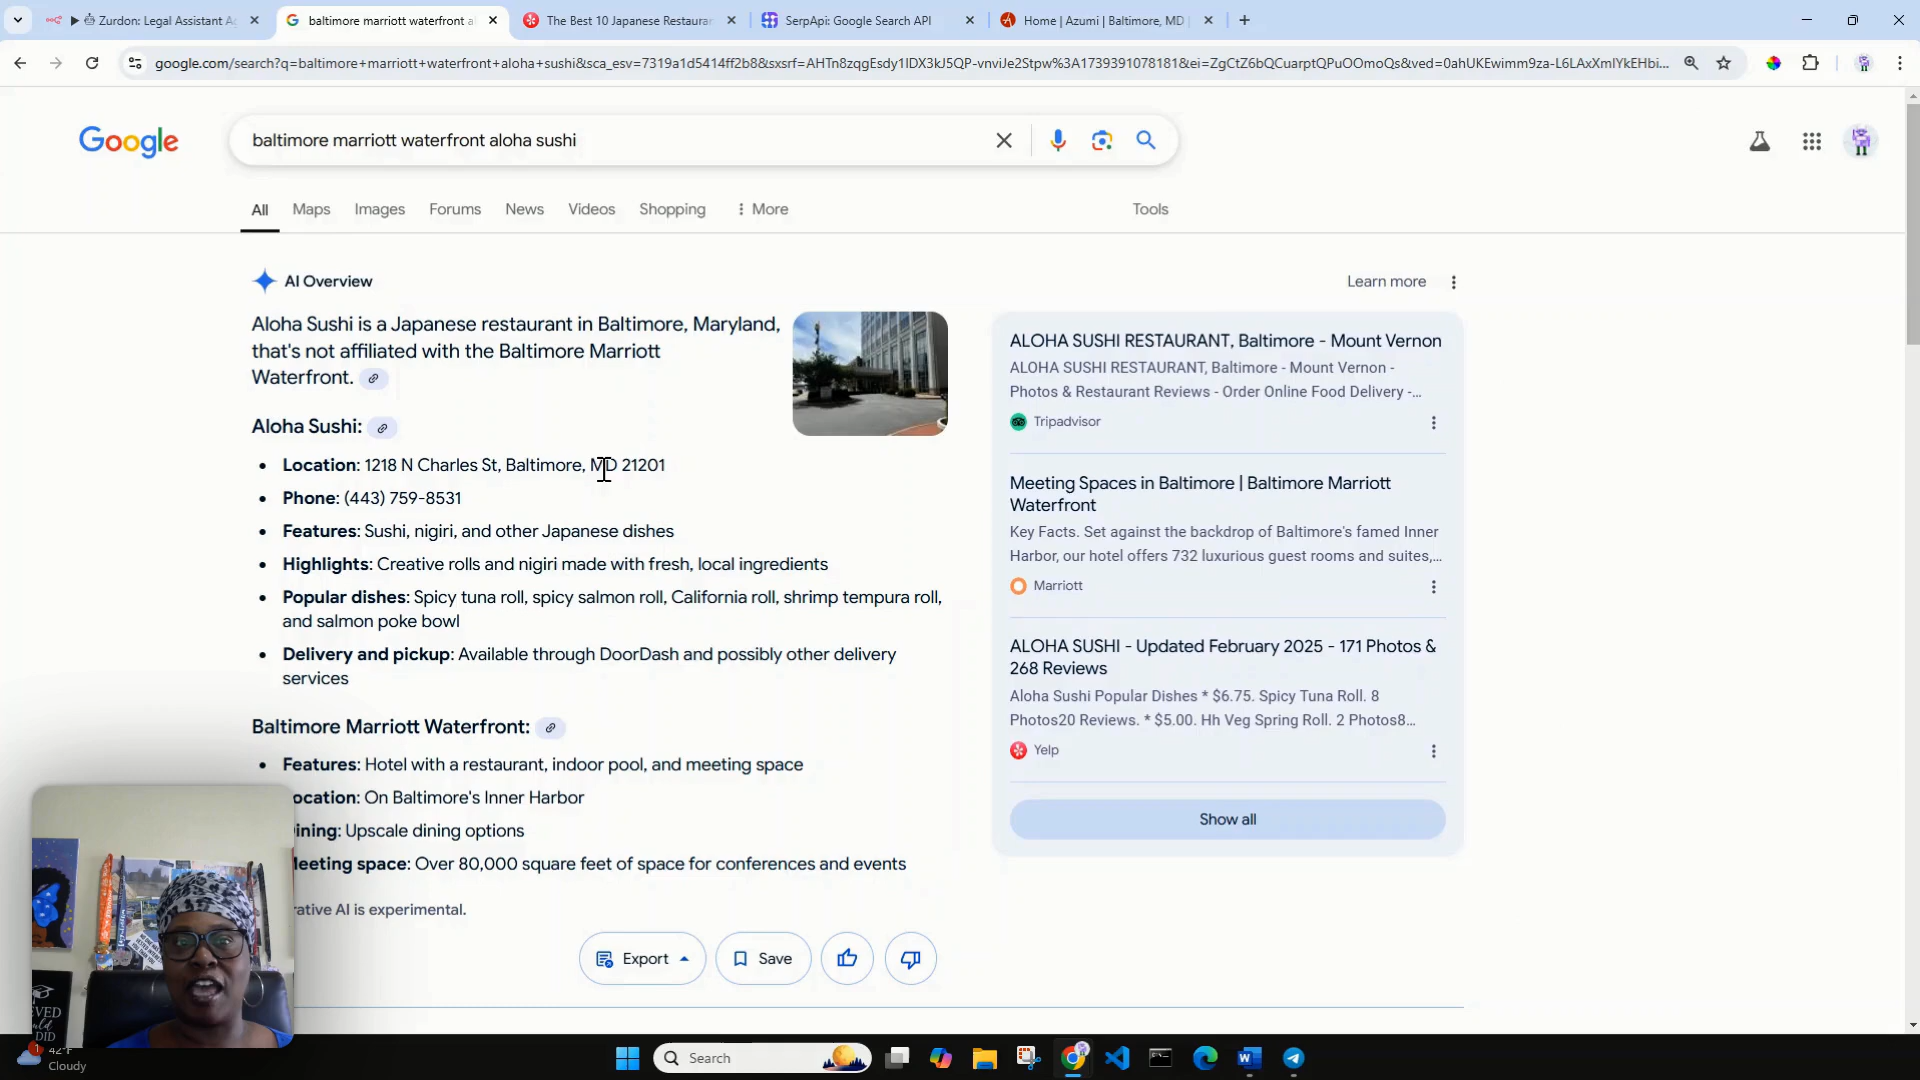 Zurdon: Legal Assistant A
baltimore marriott waterfront a
The Best 10 Japanese Restaurar
SerpApi: Google Search API
Home | Azumi | Baltimore, MD
google.com/search?q=baltimore+marriott+waterfront+aloha+sushi&sca_esv=7319a1d5414ff2b8&sxsrf=AHTn8zqgEsdy1IDX3kJ5QP-vnviJe2Stpw%3A1739391078181&ei=ZgCtZ6bQCuarptQPuOOmoQs&ved=0ahUKEwimm9za-L6LAxXmlYkEHbi...
Google
baltimore marriott waterfront aloha sushi
All
Maps
Images
Forums
News
Videos
Shopping
More
Tools
AI Overview
Learn more
Aloha Sushi is a Japanese restaurant in Baltimore, Maryland,
that's not affiliated with the Baltimore Marriott
Waterfront.
Aloha Sushi:
Location: 1218 N Charles St, Baltimore, MD 21201
Phone: (443) 759-8531
Features: Sushi, nigiri, and other Japanese dishes
Highlights: Creative rolls and nigiri made with fresh, local ingredients
Popular dishes: Spicy tuna roll, spicy salmon roll, California roll, shrimp tempura roll,
and salmon poke bowl
Delivery and pickup: Available through DoorDash and possibly other delivery
services
Baltimore Marriott Waterfront:
Features: Hotel with a restaurant, indoor pool, and meeting space
ocation: On Baltimore's Inner Harbor
ining: Upscale dining options
eeting space: Over 80,000 square feet of space for conferences and events
rative AI is experimental.
Export
Save
ALOHA SUSHI RESTAURANT, Baltimore - Mount Vernon
ALOHA SUSHI RESTAURANT, Baltimore - Mount Vernon -
Photos & Restaurant Reviews - Order Online Food Delivery -...
Tripadvisor
Meeting Spaces in Baltimore | Baltimore Marriott
Waterfront
Key Facts. Set against the backdrop of Baltimore's famed Inner
Harbor, our hotel offers 732 luxurious guest rooms and suites,...
Marriott
ALOHA SUSHI - Updated February 2025 - 171 Photos &
268 Reviews
Aloha Sushi Popular Dishes * $6.75. Spicy Tuna Roll. 8
Photos20 Reviews. * $5.00. Hh Veg Spring Roll. 2 Photos8...
Yelp
Show all
EVED
ould
DID
1
42°F
Cloudy
Search